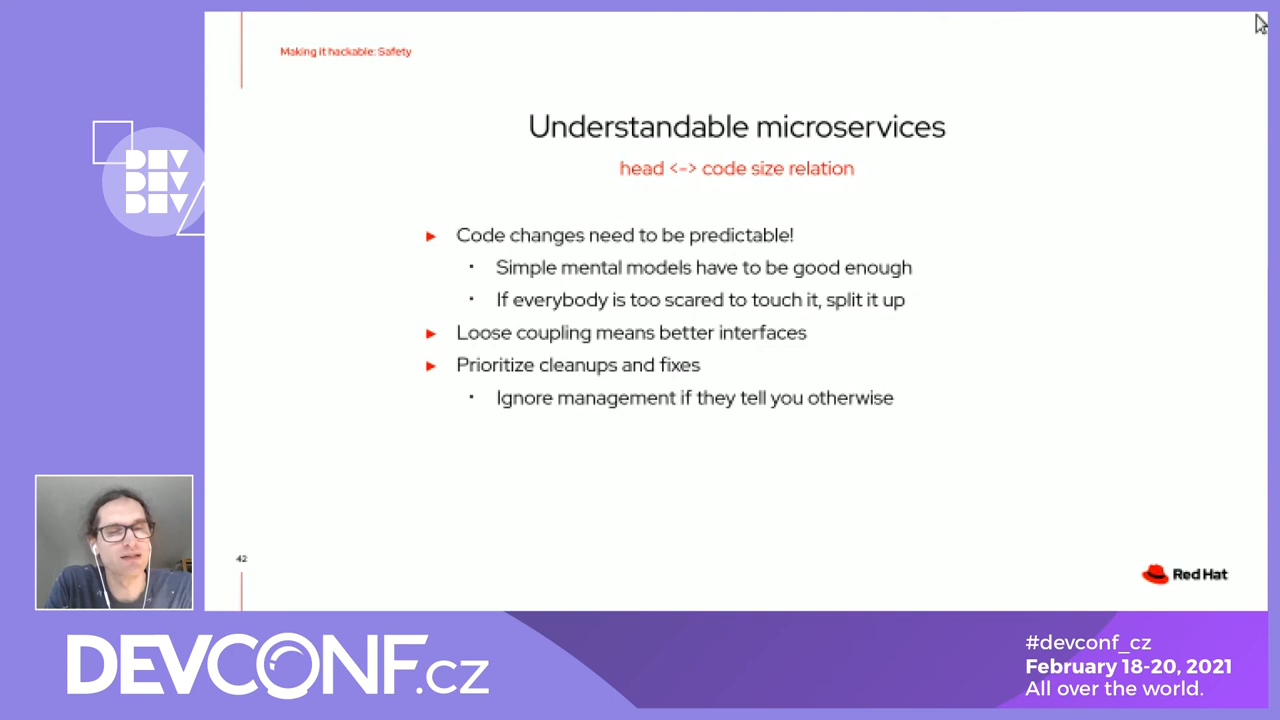 Making it hackable: Safety
Understandable microservices
head <-> code size relation
► Code changes need to be predictable!
· Simple mental models have to be good enough
· If everybody is too scared to touch it, split it up
► Loose coupling means better interfaces
► Prioritize cleanups and fixes
· Ignore management if they tell you otherwise
42
Red Hat
DEV
DEV
DEV
DEVCONF.cz
#devconf_cz
February 18-20, 2021
All over the world.